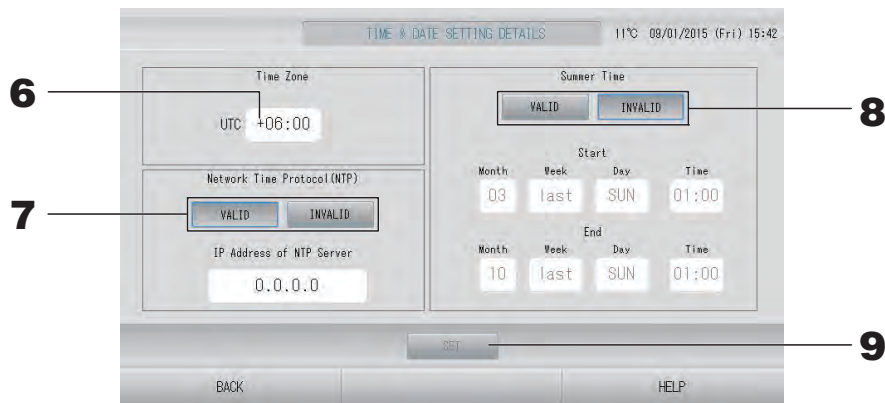 TIME & DATE SETTING DETAILS 11°C 09/01/2015 (Fri) 15:42
6
Time Zone
UTC +06:00
7
Network Time Protocol(NTP)
VALID INVALID
IP Address of NTP Server
0.0.0.0
Summer Time
VALID INVALID
8
Start
Month Week Day Time
03 last SUN 01:00
End
Month Week Day Time
10 last SUN 01:00
SET
9
BACK HELP